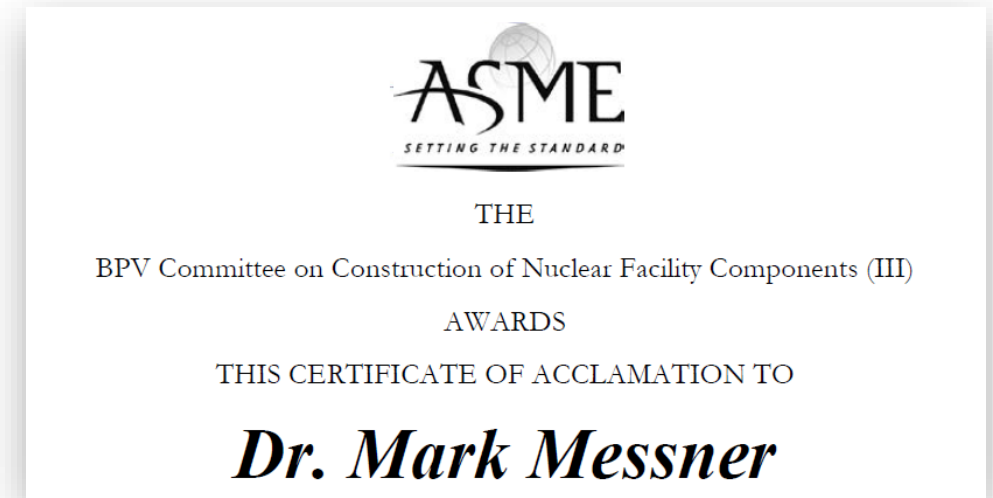 ASME
SETTING THE STANDARD
THE
BPV Committee on Construction of Nuclear Facility Components (III)
AWARDS
THIS CERTIFICATE OF ACCLAMATION TO
Dr. Mark Messner